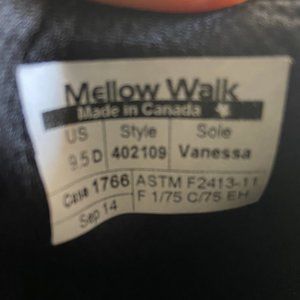 Mellow Walk
Made in Canada
US Style Sole
9.5 D 402109 Vanessa
Case 1766 ASTM F2413-11
Sep 14 F 1/75 C/75 EH